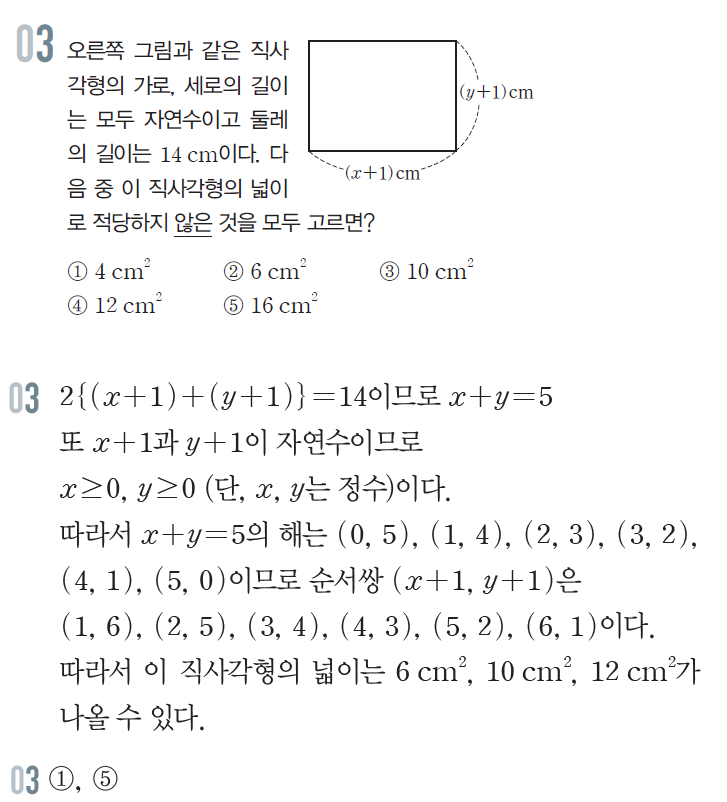 03 오른쪽 그림과 같은 직사
각형의 가로, 세로의 길이
는 모두 자연수이고 둘레
의 길이는 14 cm이다. 다
음 중 이 직사각형의 넓이
로 적당하지 않은 것을 모두 고르면?
(y+1)cm
(x+1)cm
① 4 cm² ② 6 cm² ③ 10 cm²
④ 12 cm² ⑤ 16 cm²
03 2{(x+1)+(y+1)}=14이므로 x+y=5
또 x+1과 y+1이 자연수이므로
x≥0, y≥0 (단, x, y는 정수)이다.
따라서 x+y=5의 해는 (0, 5), (1, 4), (2, 3), (3, 2),
(4, 1), (5, 0)이므로 순서쌍 (x+1, y+1)은
(1, 6), (2, 5), (3, 4), (4, 3), (5, 2), (6, 1)이다.
따라서 이 직사각형의 넓이는 6 cm², 10 cm², 12 cm²가
나올 수 있다.
03 ①, ⑤